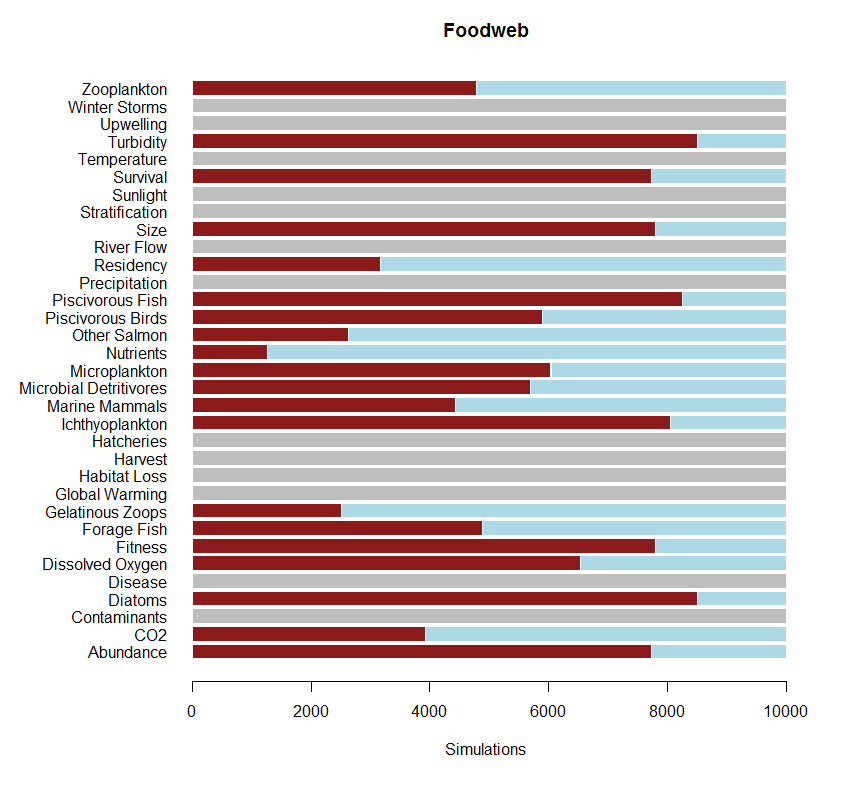 Foodweb
Zooplankton
Winter Storms
Upwelling
Turbidity
Temperature
Survival
Sunlight
Stratification
Size
River Flow
Residency
Precipitation
Piscivorous Fish
Piscivorous Birds
Other Salmon
Nutrients
Microplankton
Microbial Detritivores
Marine Mammals
Ichthyoplankton
Hatcheries
Harvest
Habitat Loss
Global Warming
Gelatinous Zoops
Forage Fish
Fitness
Dissolved Oxygen
Disease
Diatoms
Contaminants
CO2
Abundance
0 2000 4000 6000 8000 10000
Simulations